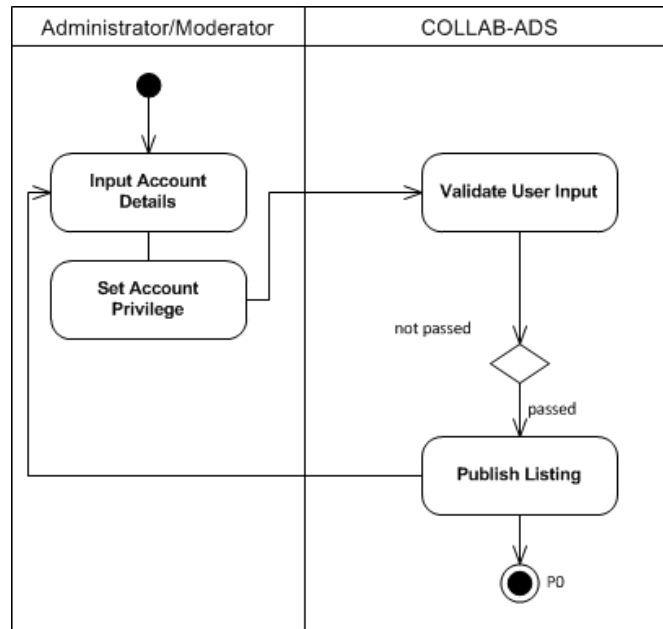 Administrator/Moderator
COLLAB-ADS
Input Account
Details
Validate User Input
Set Account
Privilege
not passed
passed
Publish Listing
P0